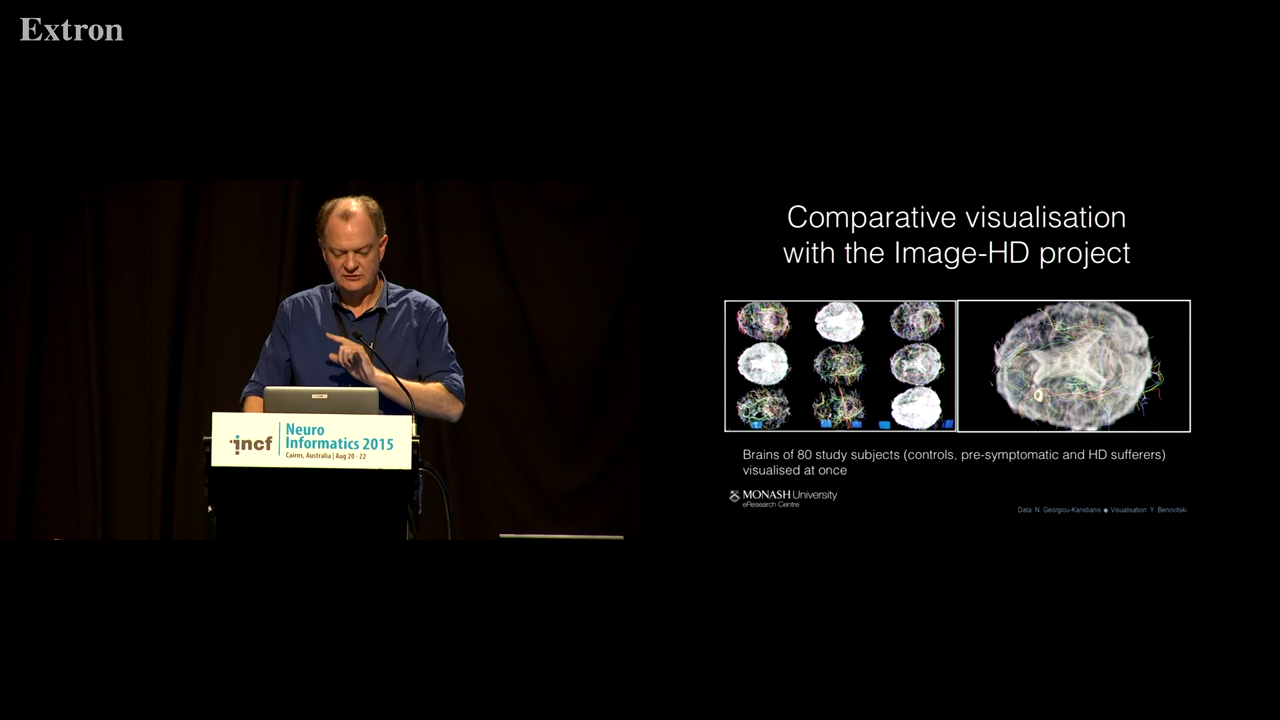 Extron
Comparative visualisation
with the Image-HD project
incf
Neuro
Informatics 2015
Cairns, Australia | Aug 20 - 22
Brains of 80 study subjects (controls, pre-symptomatic and HD sufferers)
visualised at once
MONASH University
eResearch Centre
Data: N. Georgiou-Karistianis ◆ Visualisation: Y. Benovitski